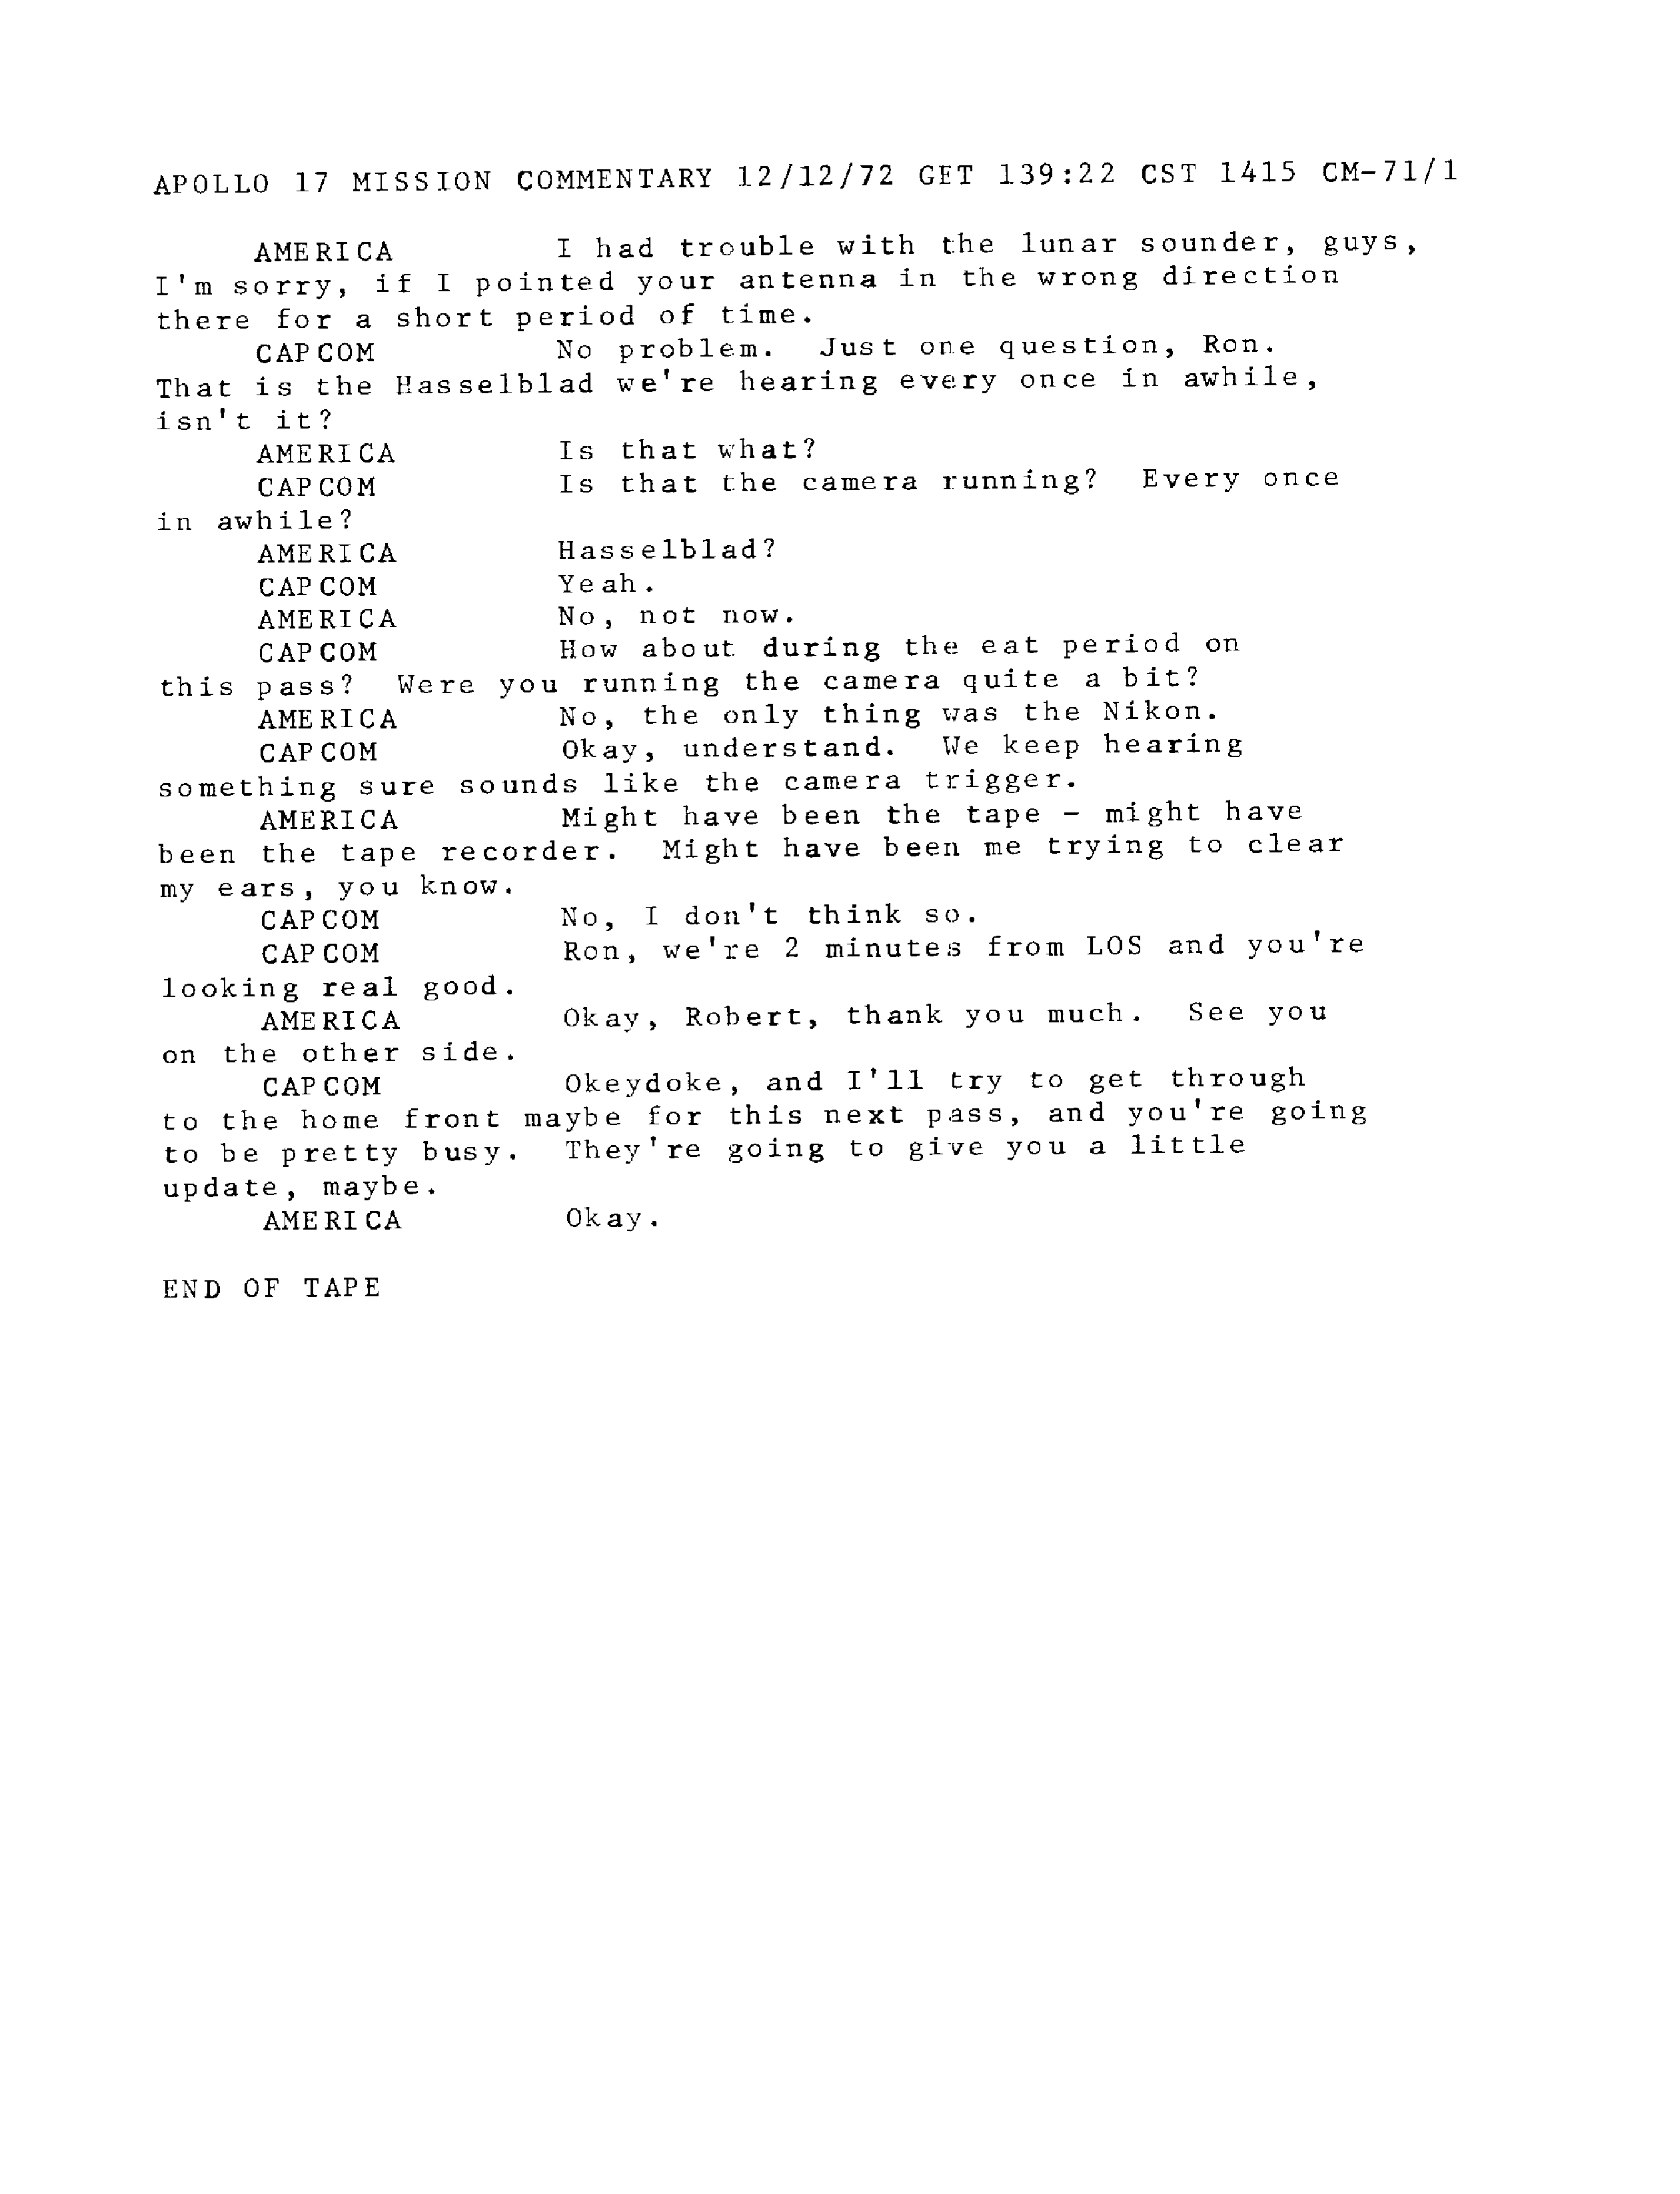 APOLLO 17 MISSION COMMENTARY 12/12/72 GET 139:22 CST 1415 CM-71/1
AMERICA I had trouble with the lunar sounder, guys,
I'm sorry, if I pointed your antenna in the wrong direction
there for a short period of time.
CAPCOM No problem. Just one question, Ron.
That is the Hasselblad we're hearing every once in awhile,
isn't it?
AMERICA Is that what?
CAPCOM Is that the camera running? Every once
in awhile?
AMERICA Hasselblad?
CAPCOM Yeah.
AMERICA No, not now.
CAPCOM How about during the eat period on
this pass? Were you running the camera quite a bit?
AMERICA No, the only thing was the Nikon.
CAPCOM Okay, understand. We keep hearing
something sure sounds like the camera trigger.
AMERICA Might have been the tape - might have
been the tape recorder. Might have been me trying to clear
my ears, you know.
CAPCOM No, I don't think so.
CAPCOM Ron, we're 2 minutes from LOS and you're
looking real good.
AMERICA Okay, Robert, thank you much. See you
on the other side.
CAPCOM Okeydoke, and I'll try to get through
to the home front maybe for this next pass, and you're going
to be pretty busy. They're going to give you a little
update, maybe.
AMERICA Okay.
END OF TAPE